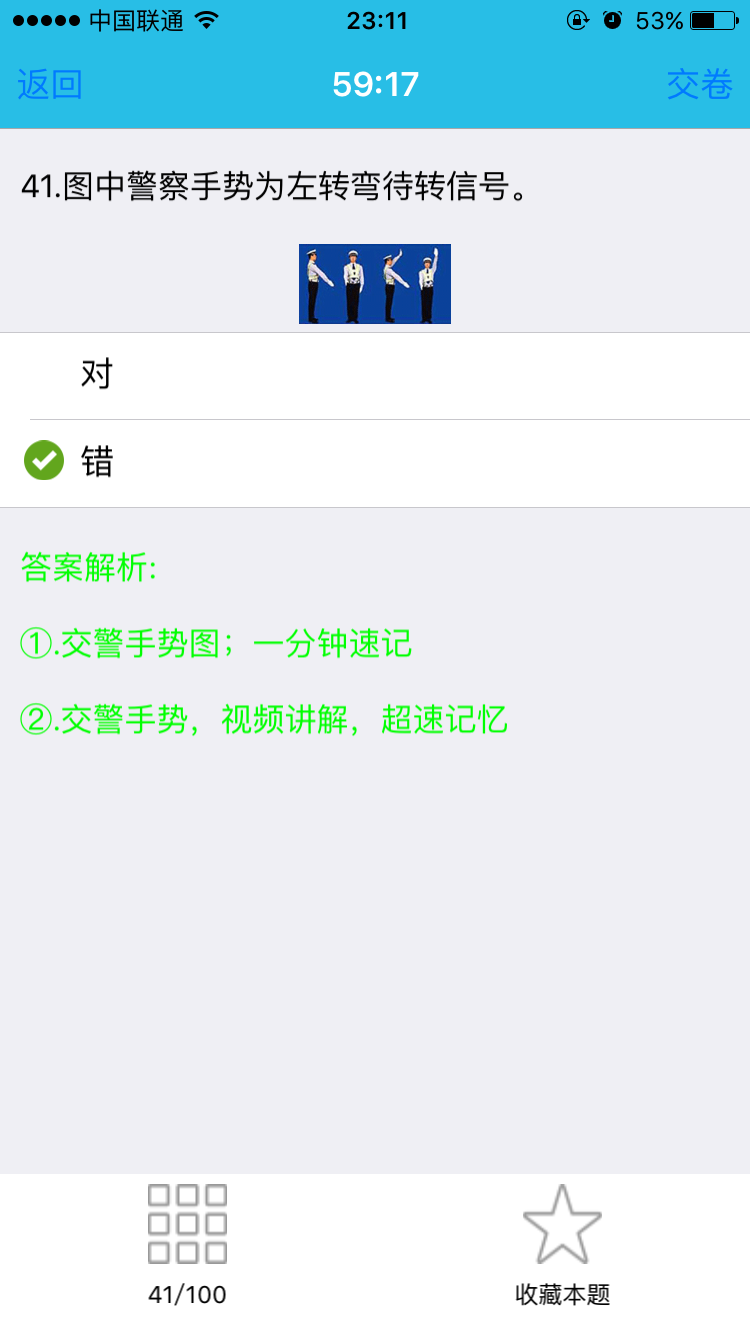 中国联通 23:11 53%
返回 59:17 交卷
41.图中警察手势为左转弯待转信号。
对
错
答案解析:
①.交警手势图；一分钟速记
②.交警手势，视频讲解，超速记忆
41/100 收藏本题